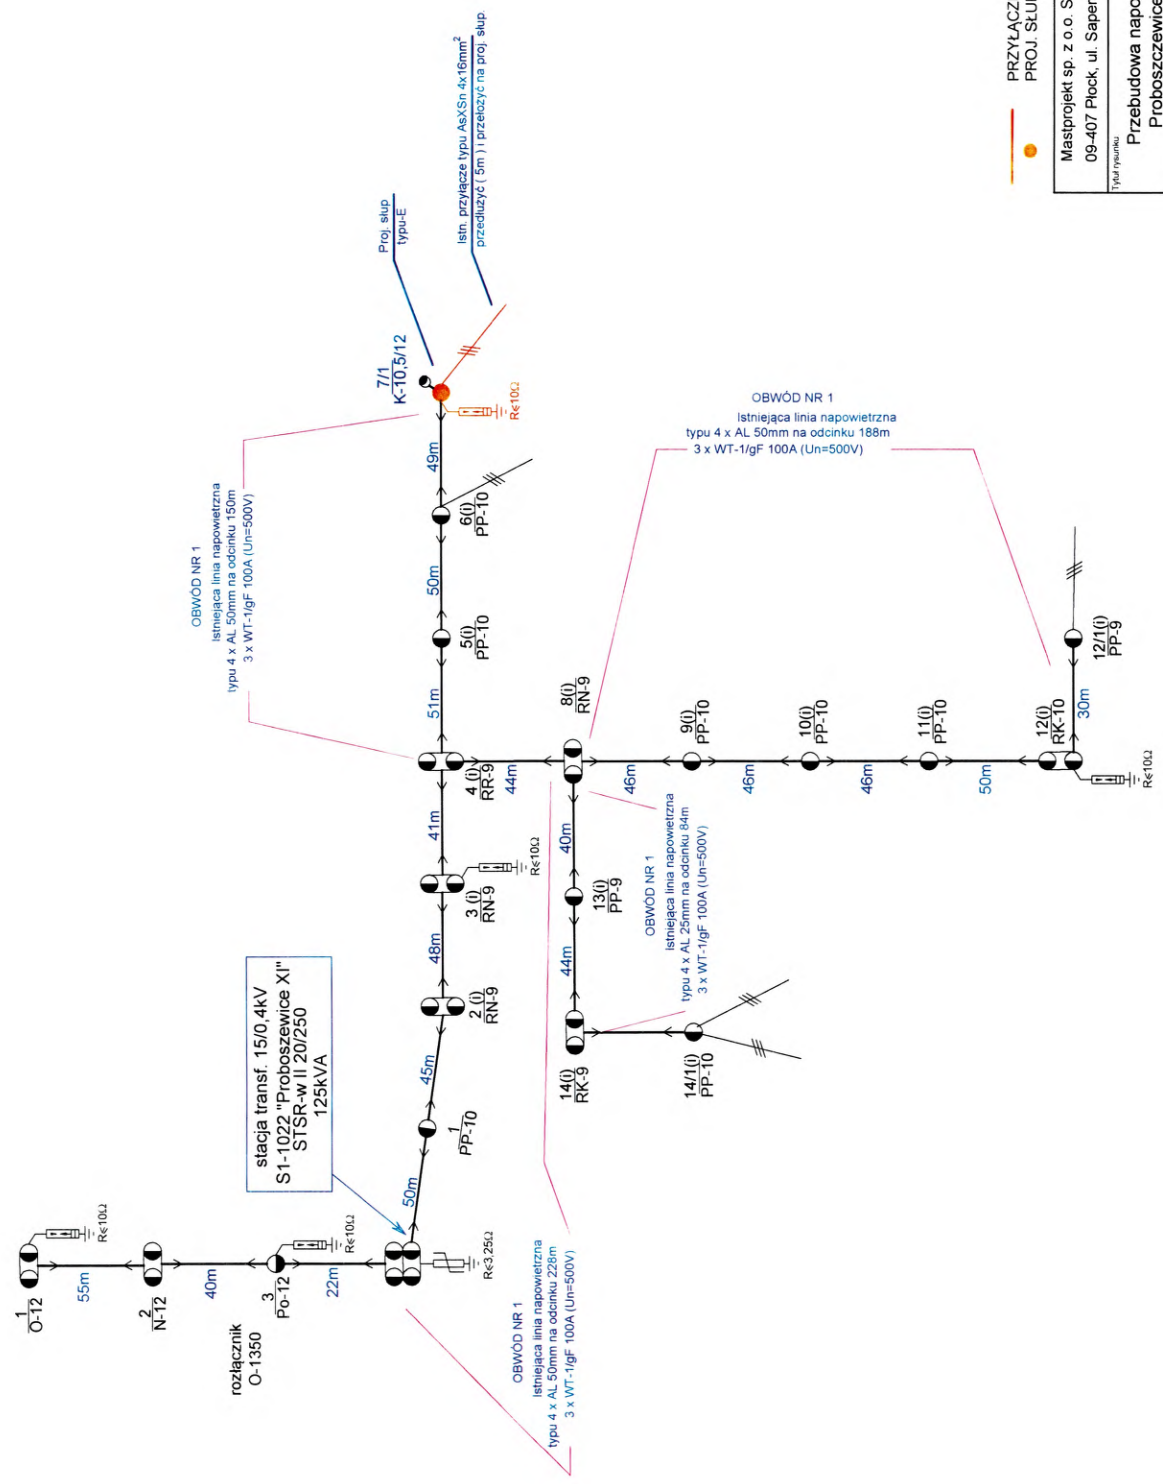 PRZYŁĄCZ
PROJ. SŁU
Mastprojekt sp. z o.o. S
09-407 Płock, ul. Saper
Tytuł rysunku
Przebudowa napo
Proboszczewice
Proj. słup
typu-E
Istn. przyłącze typu AsXSn 4x16mm²
przedłużyć ( 5m ) i przełożyć na proj. słup.
7/1
K-10,5/12
R≤10Ω
49m
6(i)
PP-10
50m
5(i)
PP-10
51m
4 (i)
RR-9
41m
3 (i)
RN-9
R≤10Ω
48m
2 (i)
RN-9
45m
1
PP-10
50m
OBWÓD NR 1
Istniejąca linia napowietrzna
typu 4 x AL 50mm na odcinku 150m
3 x WT-1/gF 100A (Un=500V)
OBWÓD NR 1
Istniejąca linia napowietrzna
typu 4 x AL 50mm na odcinku 188m
3 x WT-1/gF 100A (Un=500V)
44m
8(i)
RN-9
46m
9(i)
PP-10
46m
10(i)
PP-10
46m
11(i)
PP-10
50m
12(i)
RK-10
R≤10Ω
30m
12/1(i)
PP-9
40m
13(i)
PP-9
44m
14(i)
RK-9
14/1(i)
PP-10
OBWÓD NR 1
Istniejąca linia napowietrzna
typu 4 x AL 25mm na odcinku 84m
3 x WT-1/gF 100A (Un=500V)
stacja transf. 15/0,4kV
S1-1022 "Proboszewice XI"
STSR-w II 20/250
125kVA
R≤3,25Ω
1
O-12
R≤10Ω
55m
2
N-12
40m
3
Po-12
R≤10Ω
22m
rozłącznik
O-1350
OBWÓD NR 1
Istniejąca linia napowietrzna
typu 4 x AL 50mm na odcinku 228m
3 x WT-1/gF 100A (Un=500V)